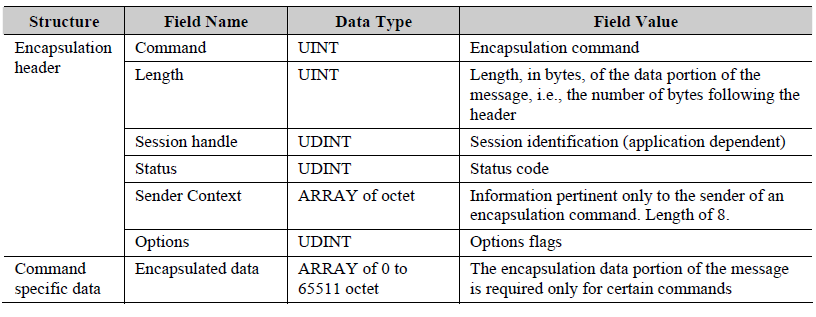 Structure Field Name Data Type Field Value
Encapsulation header Command UINT Encapsulation command
Length UINT Length, in bytes, of the data portion of the
message, i.e., the number of bytes following the
header
Session handle UDINT Session identification (application dependent)
Status UDINT Status code
Sender Context ARRAY of octet Information pertinent only to the sender of an
encapsulation command. Length of 8.
Options UDINT Options flags
Command Encapsulated data ARRAY of 0 to The encapsulation data portion of the message
specific data 65511 octet is required only for certain commands